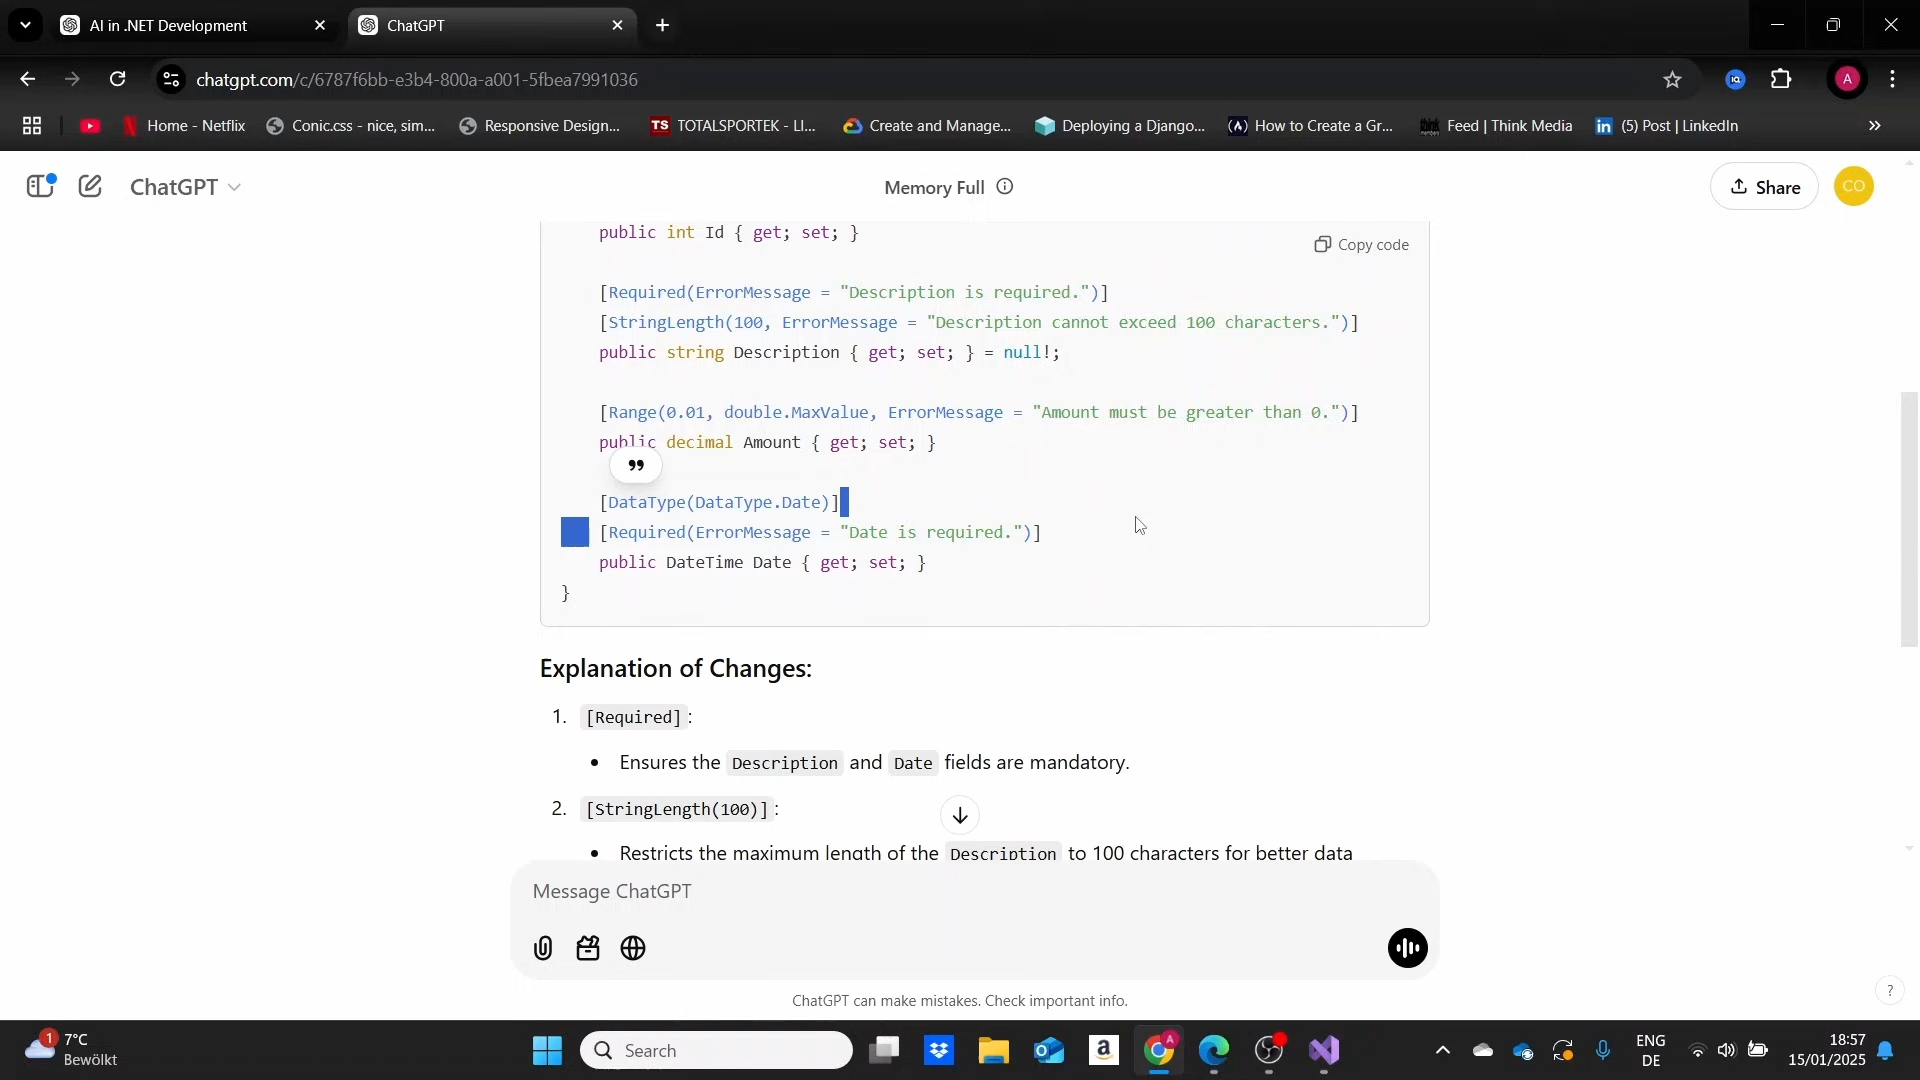 AI in .NET Development
ChatGPT
chatgpt.com/c/6787f6bb-e3b4-800a-a001-5fbea7991036
A
Home - Netflix
Conic.css - nice, sim...
Responsive Design...
TS TOTALSPORTEK - LI...
Create and Manage...
Deploying a Django...
How to Create a Gr...
Feed | Think Media
in (5) Post | LinkedIn
ChatGPT
Memory Full
Share
CO
public int Id { get; set; }
Copy code
[Required(ErrorMessage = "Description is required.")]
[StringLength(100, ErrorMessage = "Description cannot exceed 100 characters.")]
public string Description { get; set; } = null!;
[Range(0.01, double.MaxValue, ErrorMessage = "Amount must be greater than 0.")]
public decimal Amount { get; set; }
[DataType(DataType.Date)]
[Required(ErrorMessage = "Date is required.")]
public DateTime Date { get; set; }
}
Explanation of Changes:
1. [Required]:
• Ensures the Description and Date fields are mandatory.
2. [StringLength(100)]:
• Restricts the maximum length of the Description to 100 characters for better data
Message ChatGPT
ChatGPT can make mistakes. Check important info.
?
1
7°C
Bewölkt
Search
a
A
ENG
DE
18:57
15/01/2025